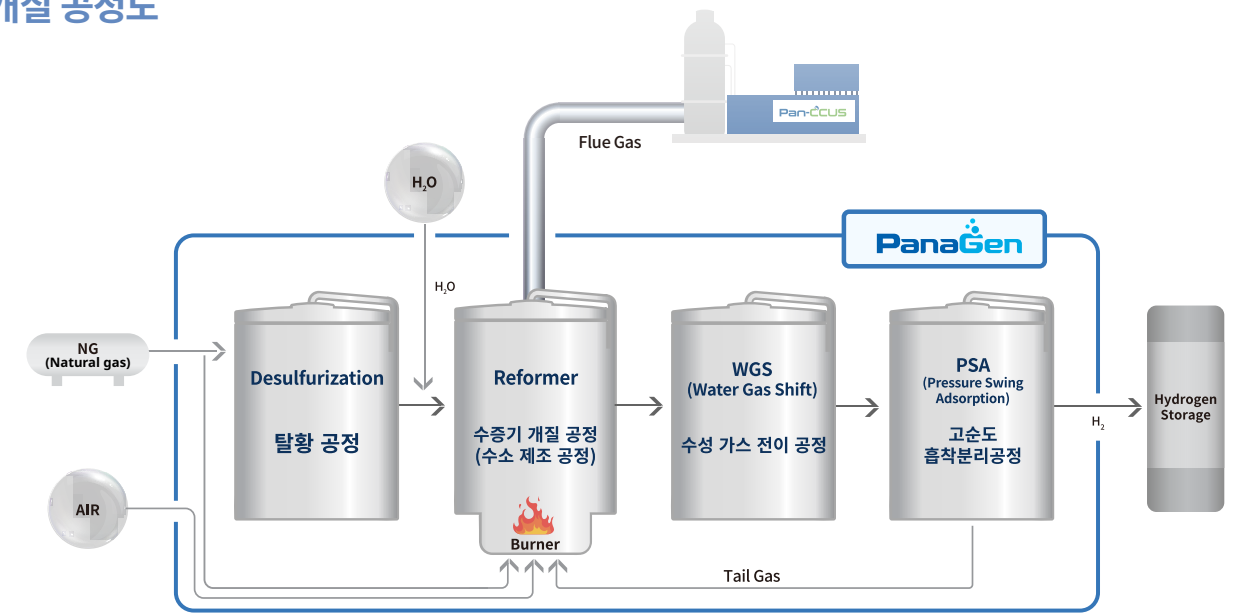 개질 공정도
Pan-CCUS
Flue Gas
H₂O
PanaGen
H₂O
NG
(Natural gas)
Desulfurization
탈황 공정
Reformer
수증기 개질 공정
(수소 제조 공정)
WGS
(Water Gas Shift)
수성 가스 전이 공정
PSA
(Pressure Swing
Adsorption)
고순도
흡착분리공정
H₂
Hydrogen
Storage
AIR
Burner
Tail Gas